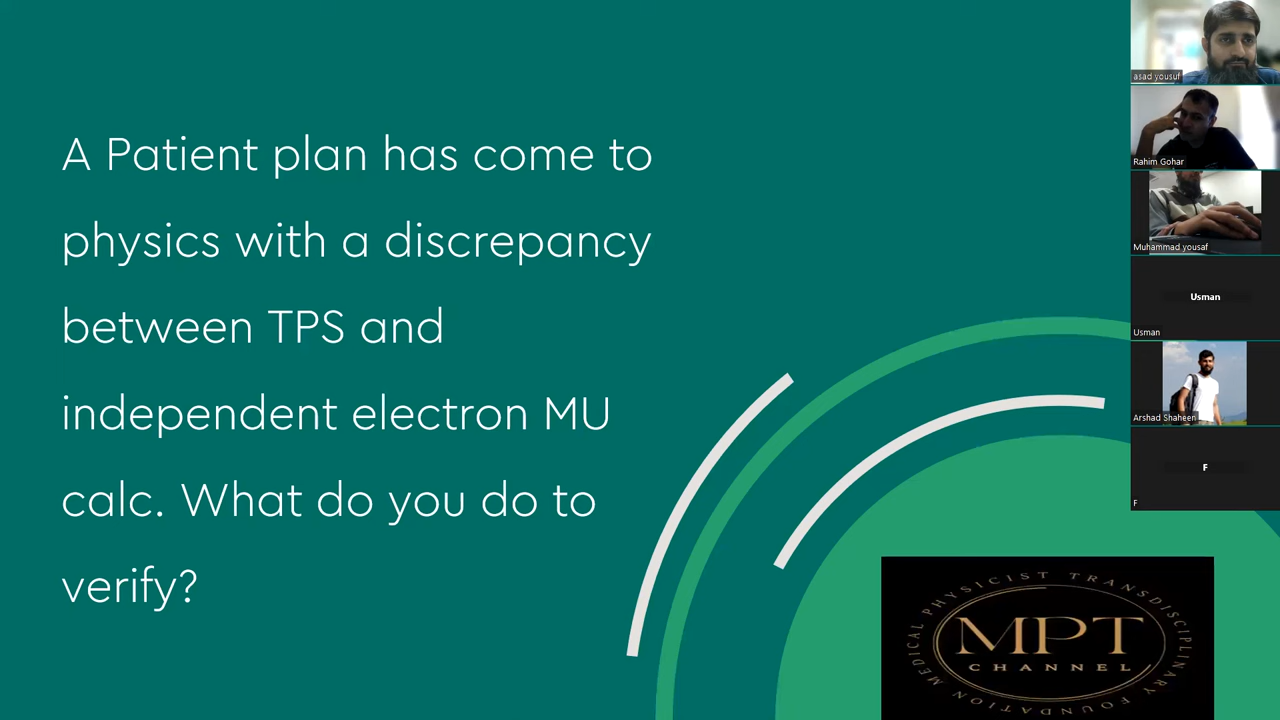 A Patient plan has come to
physics with a discrepancy
between TPS and
independent electron MU
calc. What do you do to
verify?
asad yousuf
Rahim Gohar
Muhammad yousaf
Usman
Usman
Arshad Shaheen
F
F
MEDICAL PHYSICIST TRANSDISCIPLINARY FOUNDATION
MPT
CHANNEL